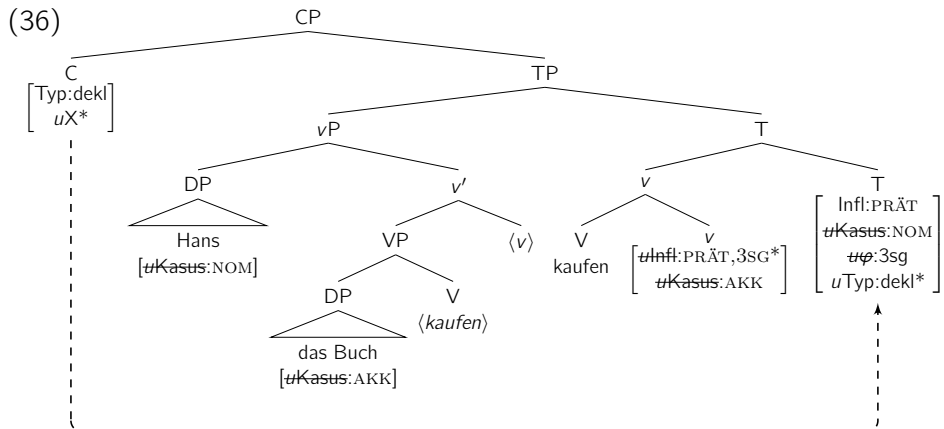 (36)
CP
C
TP
[Typ:dekl
uX*]
vP
T
DP
v′
v
T
Hans
[uKasus:NOM]
VP
⟨v⟩
V
kaufen
v
[uInfl:PRÄT,3SG*
uKasus:AKK]
[Infl:PRÄT
uKasus:NOM
uφ:3sg
uTyp:dekl*]
DP
V
⟨kaufen⟩
das Buch
[uKasus:AKK]